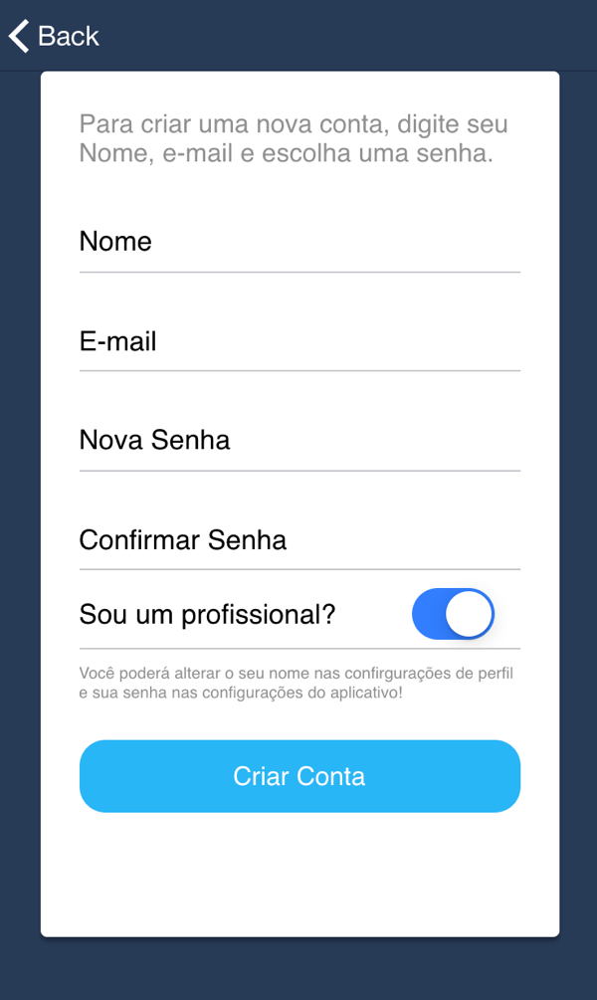 Back
Para criar uma nova conta, digite seu
Nome, e-mail e escolha uma senha.
Nome
E-mail
Nova Senha
Confirmar Senha
Sou um profissional?
Você poderá alterar o seu nome nas confirgurações de perfil
e sua senha nas configurações do aplicativo!
Criar Conta